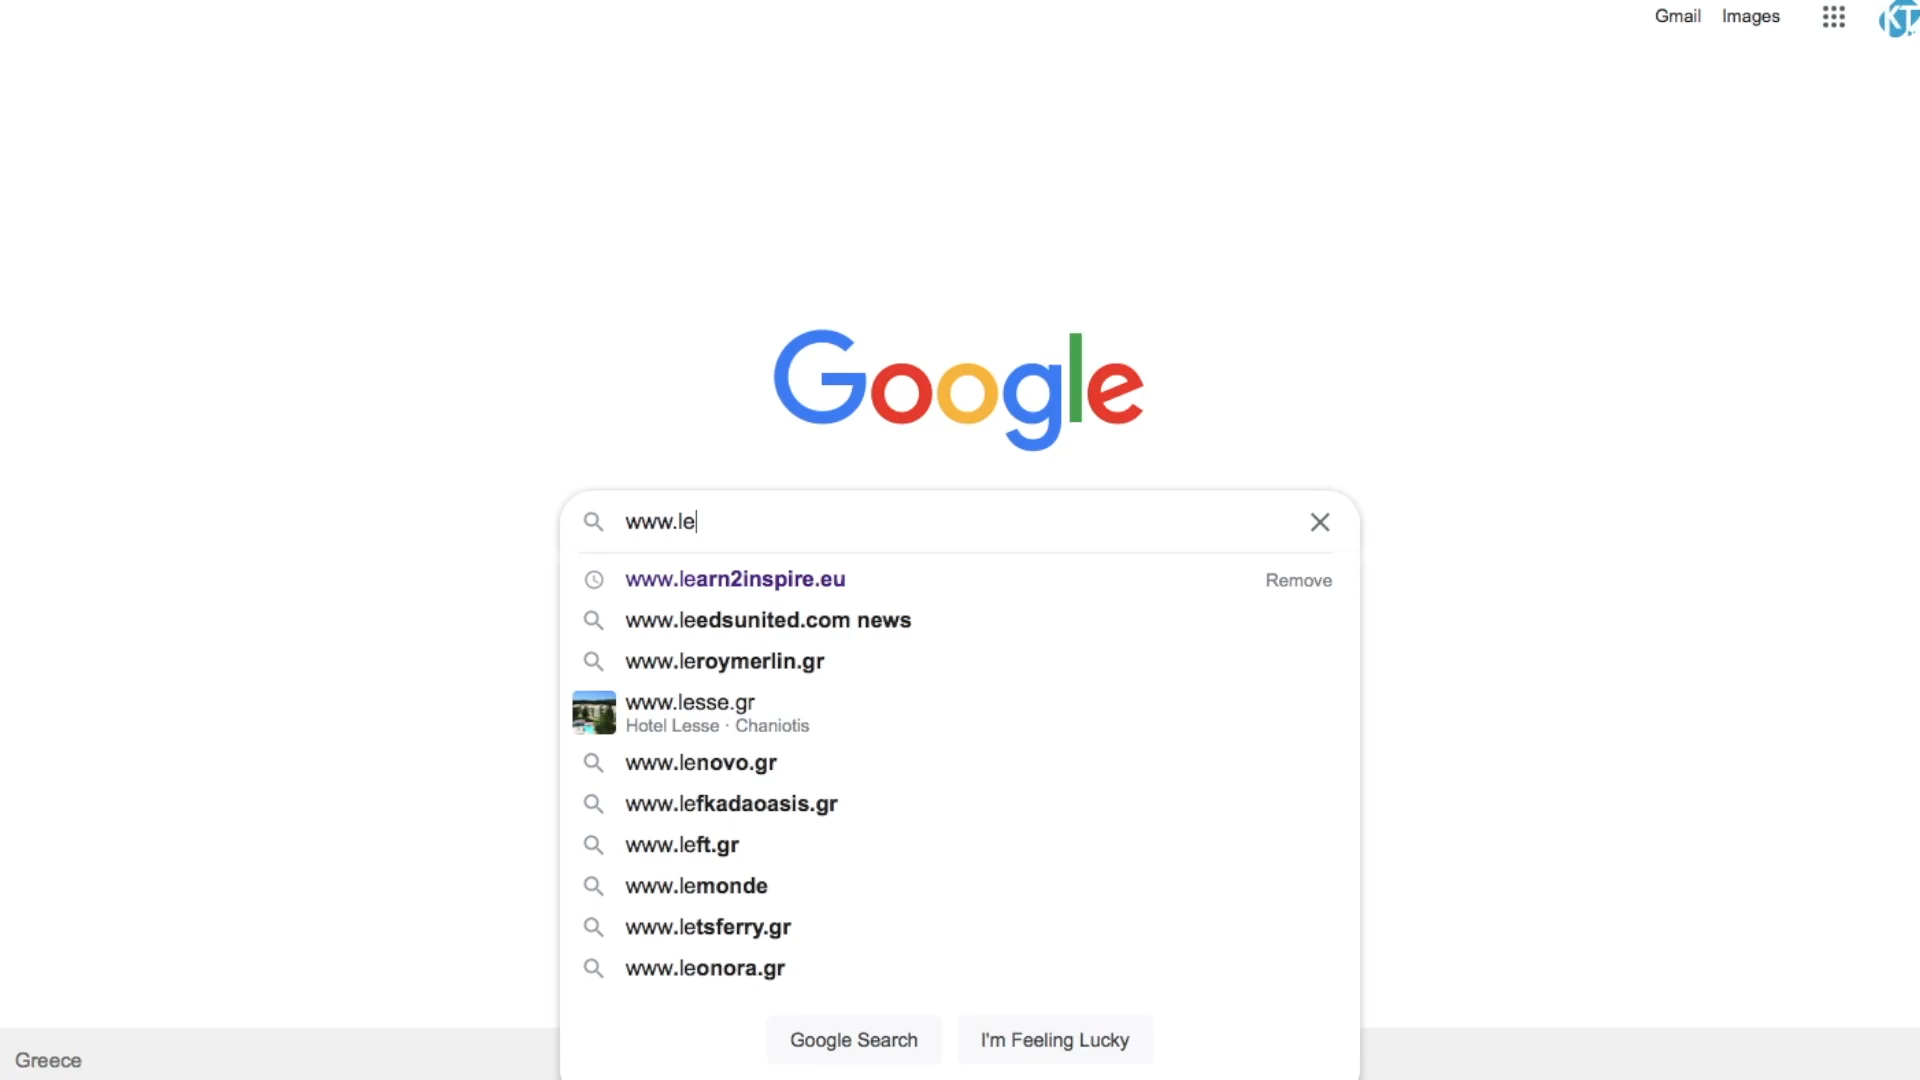 Gmail Images
KT
Google
www.le
www.learn2inspire.eu Remove
www.leedsunited.com news
www.leroymerlin.gr
www.lesse.gr
Hotel Lesse · Chaniotis
www.lenovo.gr
www.lefkadaoasis.gr
www.left.gr
www.lemonde
www.letsferry.gr
www.leonora.gr
Google Search I'm Feeling Lucky
Greece